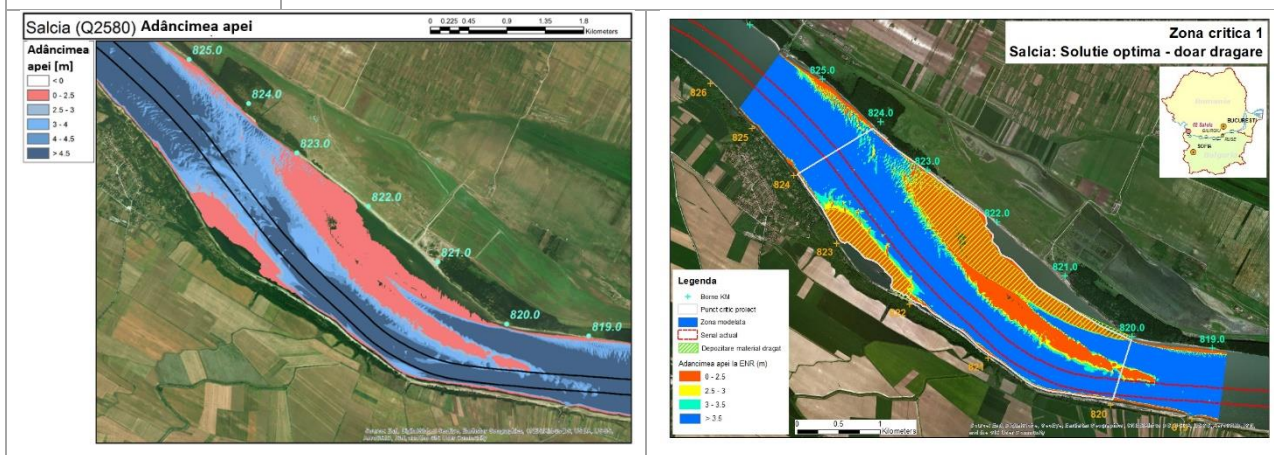 Salcia (Q2580) Adâncimea apei
0 0.225 0.45 0.9 1.35 1.8
Kilometers
Adâncimea
apei [m]
< 0
0 - 2.5
2.5 - 3
3 - 4
4 - 4.5
> 4.5
825.0
824.0
823.0
822.0
821.0
820.0
819.0
Zona critica 1
Salcia: Solutie optima - doar dragare
BUCURESTI
SOFIA
825.0
824.0
823.0
822.0
821.0
820.0
819.0
826
825
824
823
822
821
820
Legenda
Borne KM
Punct critic proiect
Zona modelata
Senal actual
Depozitare material dragat
Adancimea apei la ENR (m)
0 - 2.5
2.5 - 3
3 - 3.5
> 3.5
0 0.5 1
Kilometers